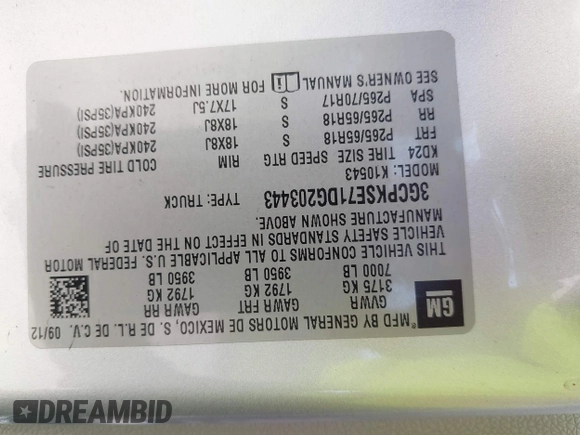 GM
MFD BY GENERAL MOTORS DE MEXICO, S. DE R.L. DE C.V. 09/12
GVWR GAWR FRT GAWR RR
3175 KG 1792 KG 1792 KG
7000 LB 3950 LB 3950 LB
THIS VEHICLE CONFORMS TO ALL APPLICABLE U.S. FEDERAL MOTOR
VEHICLE SAFETY STANDARDS IN EFFECT ON THE DATE OF
MANUFACTURE SHOWN ABOVE.
3GCPKSE71DG203443 TYPE: TRUCK
MODEL: K10543
KD24 TIRE SIZE SPEED RTG RIM COLD TIRE PRESSURE
FRT P265/65R18 S 18X8J 240KPA(35PSI)
RR P265/65R18 S 18X8J 240KPA(35PSI)
SPA P265/70R17 S 17X7.5J 240KPA(35PSI)
SEE OWNER'S MANUAL FOR MORE INFORMATION.
DREAMBID